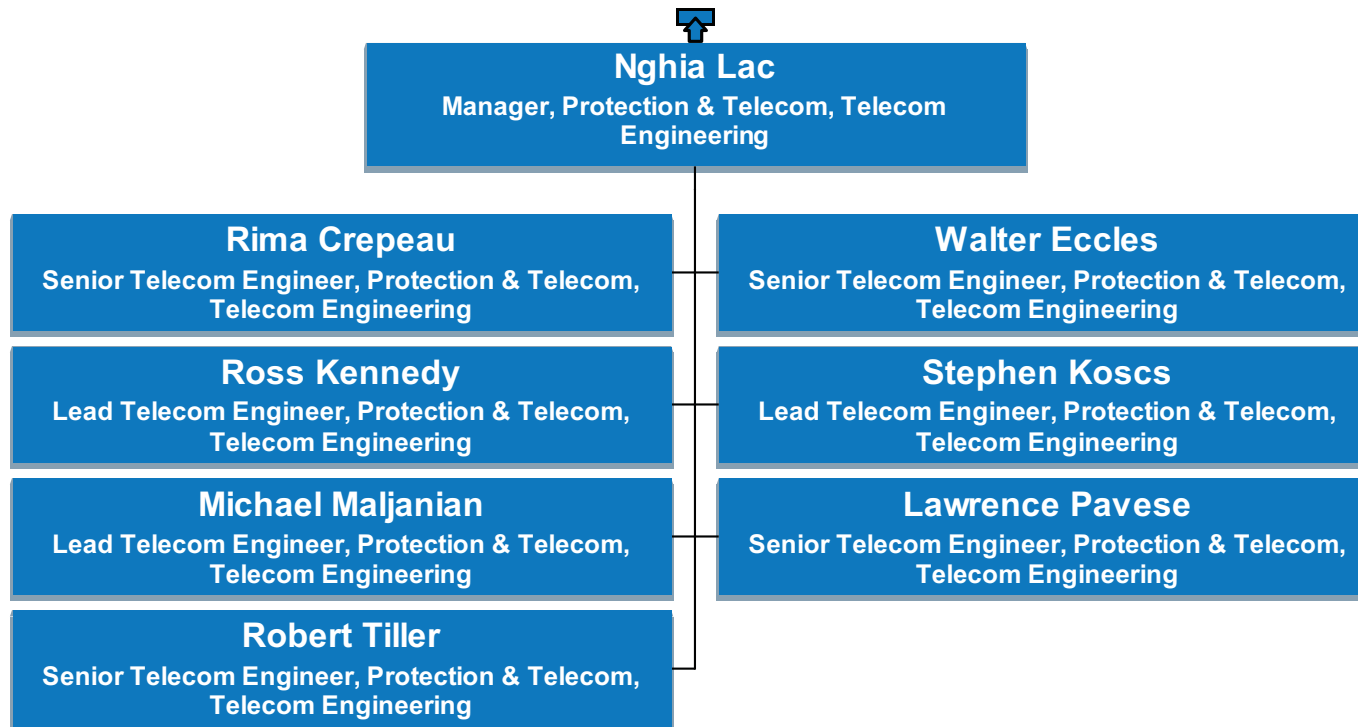 Nghia Lac
Manager, Protection & Telecom, Telecom
Engineering
Rima Crepeau
Senior Telecom Engineer, Protection & Telecom,
Telecom Engineering
Walter Eccles
Senior Telecom Engineer, Protection & Telecom,
Telecom Engineering
Ross Kennedy
Lead Telecom Engineer, Protection & Telecom,
Telecom Engineering
Stephen Koscs
Lead Telecom Engineer, Protection & Telecom,
Telecom Engineering
Michael Maljanian
Lead Telecom Engineer, Protection & Telecom,
Telecom Engineering
Lawrence Pavese
Senior Telecom Engineer, Protection & Telecom,
Telecom Engineering
Robert Tiller
Senior Telecom Engineer, Protection & Telecom,
Telecom Engineering